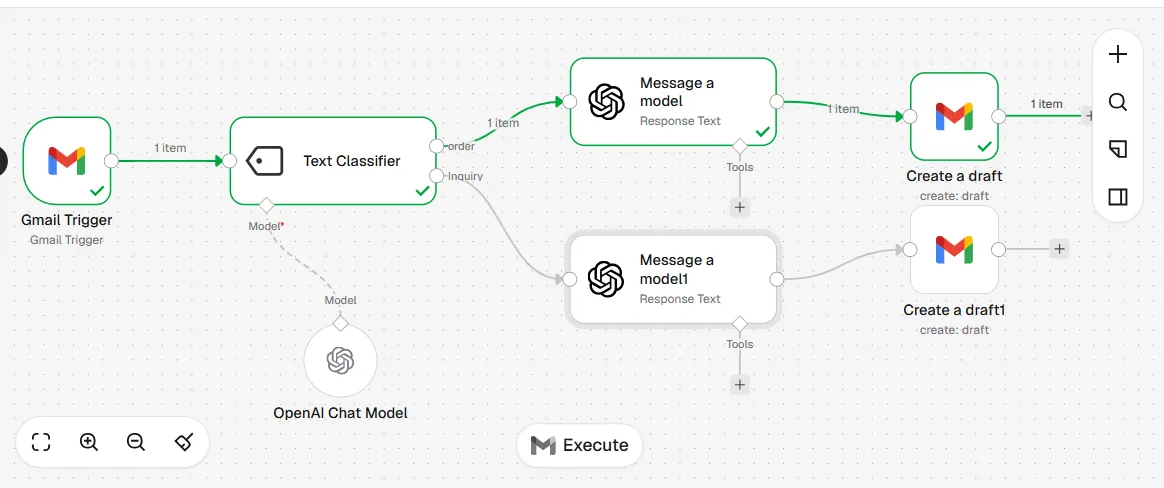 Message a
model
Response Text
1 item
1 item
1 item
order
1 item
Text Classifier
Inquiry
Tools
Create a draft
create: draft
Gmail Trigger
Gmail Trigger
Model*
Message a
model1
Response Text
Model
Create a draft1
create: draft
Tools
OpenAI Chat Model
Execute